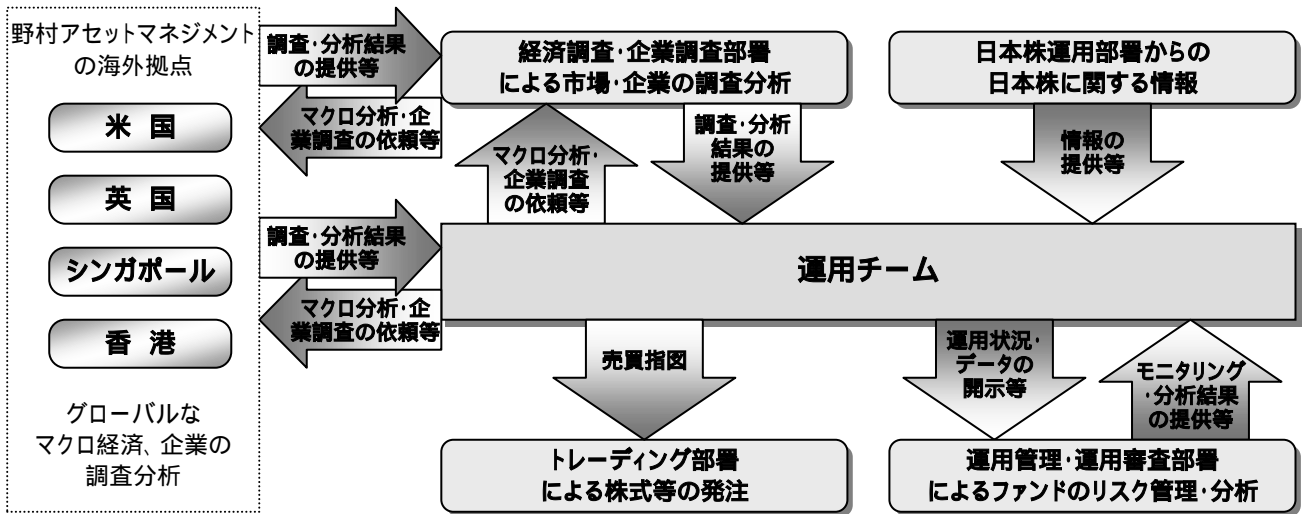 野村アセットマネジメント
の海外拠点
米 国
英 国
シンガポール
香 港
グローバルな
マクロ経済、企業の
調査分析
調査・分析結果
の提供等
マクロ分析・企
業調査の依頼等
調査・分析結果
の提供等
マクロ分析・企
業調査の依頼等
経済調査・企業調査部署
による市場・企業の調査分析
日本株運用部署からの
日本株に関する情報
マクロ分析・
企業調査
の依頼等
調査・分析
結果の
提供等
情報の
提供等
運用チーム
売買指図
運用状況・
データの
開示等
モニタリング
・分析結果
の提供等
トレーディング部署
による株式等の発注
運用管理・運用審査部署
によるファンドのリスク管理・分析